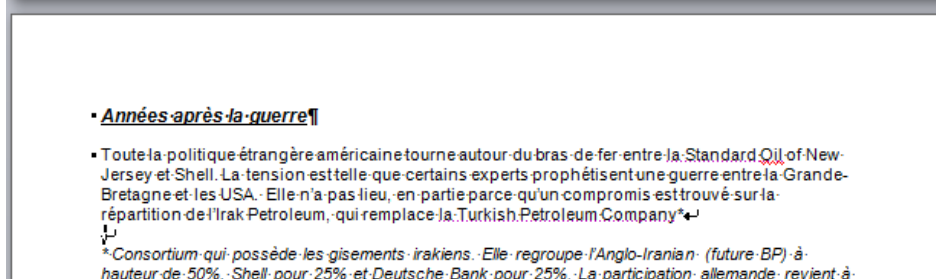 Années après la guerre¶
Toute la politique étrangère américaine tourne autour du bras de fer entre la Standard Oil of New
Jersey et Shell. La tension est telle que certains experts prophétisent une guerre entre la Grande-
Bretagne et les USA. Elle n'a pas lieu, en partie parce qu'un compromis est trouvé sur la
répartition de l'Irak Petroleum, qui remplace la Turkish Petroleum Company*
* Consortium qui possède les gisements irakiens. Elle regroupe l'Anglo-Iranian (future BP) à
hauteur de 50%, Shell pour 25% et Deutsche Bank pour 25%. La participation allemande revient à